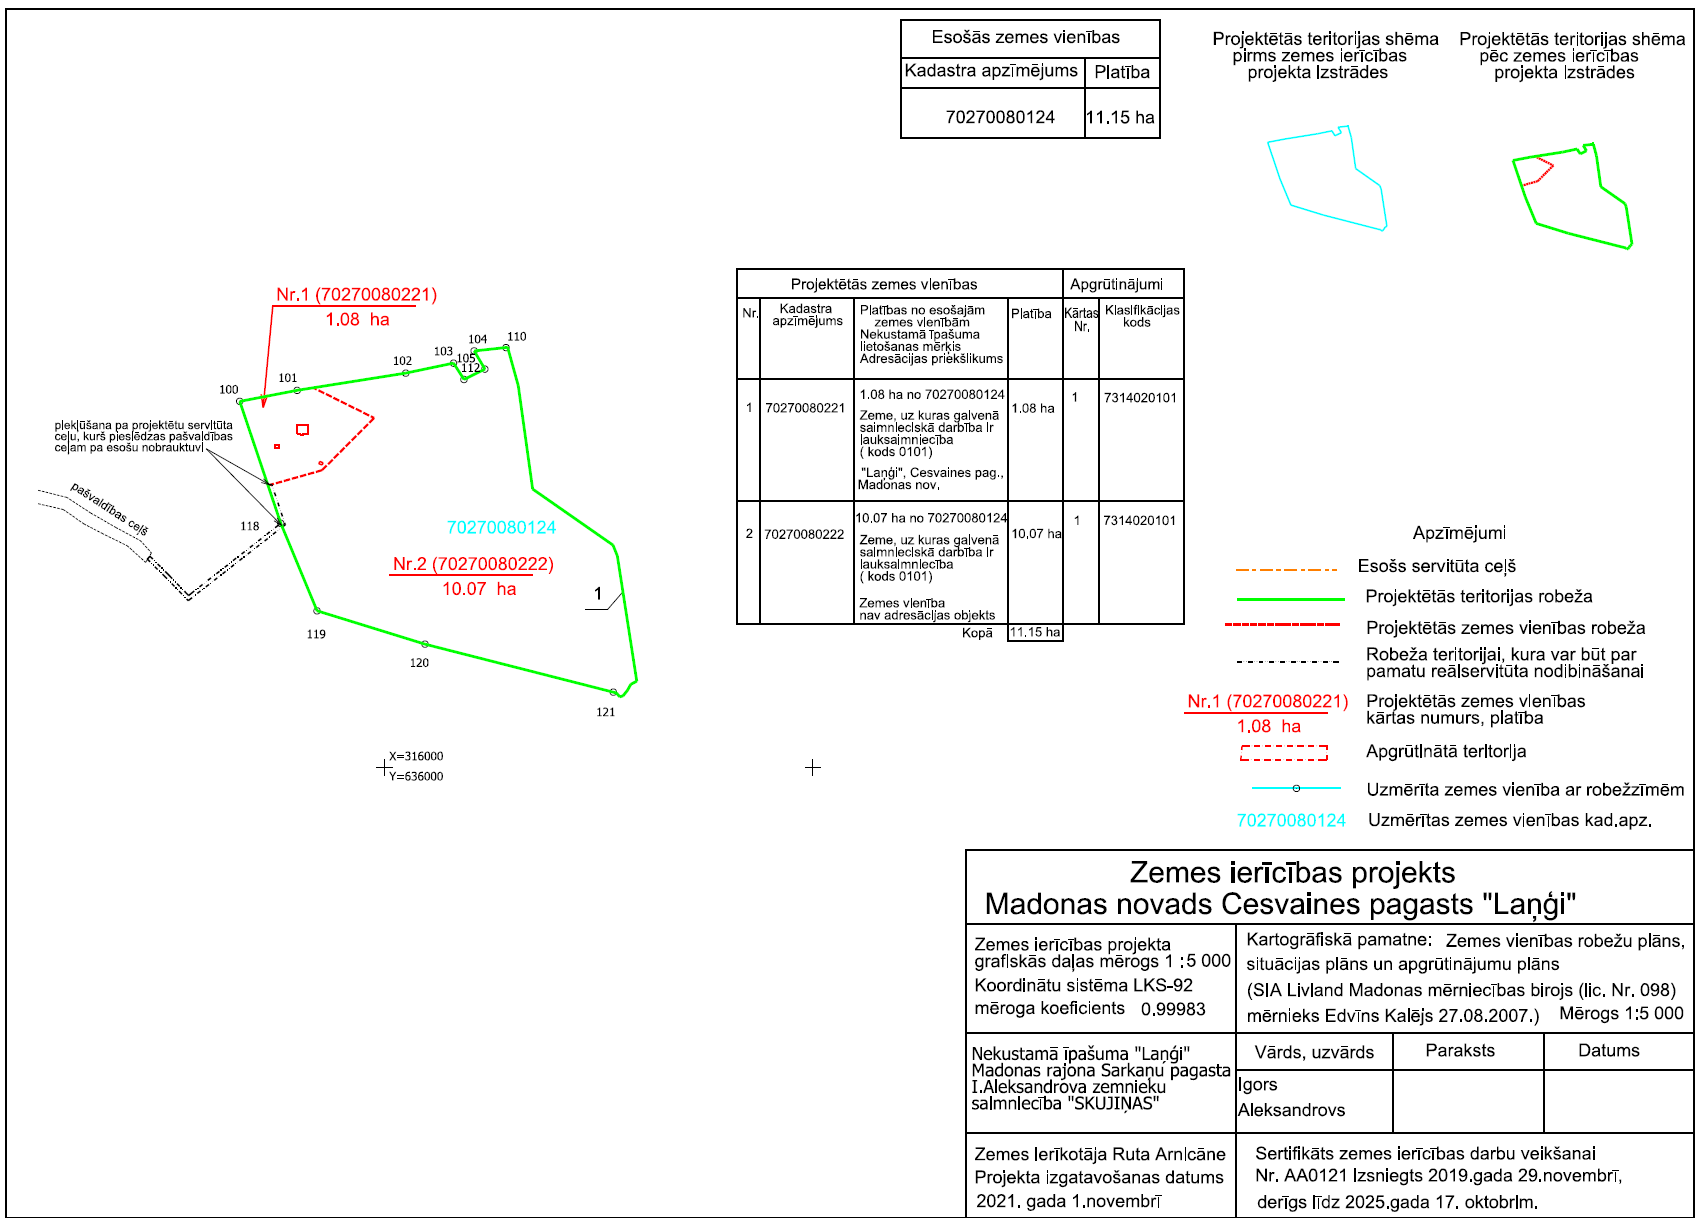 Esošās zemes vienības
Kadastra apzīmējums Platība
70270080124 11.15 ha
Projektētās teritorijas shēma
pirms zemes ierīcības
projekta izstrādes
Projektētās teritorijas shēma
pēc zemes ierīcības
projekta izstrādes
Nr.1 (70270080221)
1.08 ha
100
101
102
103
104
105
110
112
118
119
120
121
piekļūšana pa projektētu servitūta
ceļu, kurš pieslēdzas pašvaldības
ceļam pa esošu nobrauktuvi
pašvaldības ceļš
70270080124
Nr.2 (70270080222)
10.07 ha
1
X=316000
Y=636000
Projektētās zemes vienības Apgrūtinājumi
Nr. Kadastra
apzīmējums
Platības no esošajām
zemes vienībām
Nekustamā īpašuma
lietošanas mērķis
Adresācijas priekšlikums
Platība
Kārtas
Nr.
Klasifikācijas
kods
1 70270080221
1.08 ha no 70270080124
Zeme, uz kuras galvenā
saimnieciskā darbība ir
lauksaimniecība
( kods 0101)
"Laņģi", Cesvaines pag.,
Madonas nov.
1.08 ha 1 7314020101
2 70270080222
10.07 ha no 70270080124
Zeme, uz kuras galvenā
saimnieciskā darbība ir
lauksaimniecība
( kods 0101)
Zemes vienība
nav adresācijas objekts
10,07 ha 1 7314020101
Kopā 11.15 ha
Apzīmējumi
Esošs servitūta ceļš
Projektētās teritorijas robeža
Projektētās zemes vienības robeža
Robeža teritorijai, kura var būt par
pamatu reālservitūta nodibināšanai
Nr.1 (70270080221)
1.08 ha
Projektētās zemes vienības
kārtas numurs, platība
Apgrūtinātā teritorija
Uzmērīta zemes vienība ar robežzīmēm
70270080124 Uzmērītas zemes vienības kad.apz.
Zemes ierīcības projekts
Madonas novads Cesvaines pagasts "Laņģi"
Zemes ierīcības projekta
grafiskās daļas mērogs 1 :5 000
Koordinātu sistēma LKS-92
mēroga koeficients 0.99983
Kartogrāfiskā pamatne: Zemes vienības robežu plāns,
situācijas plāns un apgrūtinājumu plāns
(SIA Livland Madonas mērniecības birojs (lic. Nr. 098)
mērnieks Edvīns Kalējs 27.08.2007.) Mērogs 1:5 000
Nekustamā īpašuma "Laņģi"
Madonas rajona Sarkaņu pagasta
I.Aleksandrova zemnieku
saimniecība "SKUJIŅAS"
Vārds, uzvārds Paraksts Datums
Igors
Aleksandrovs
Zemes ierīkotāja Ruta Arnicāne
Projekta izgatavošanas datums
2021. gada 1.novembrī
Sertifikāts zemes ierīcības darbu veikšanai
Nr. AA0121 Izsniegts 2019.gada 29.novembrī,
derīgs līdz 2025.gada 17. oktobrim.